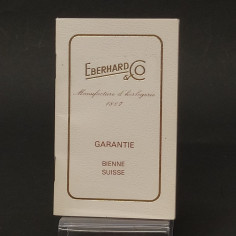 EBERHARD
& CO
Manufacture d'horlogerie
1887
GARANTIE
BIENNE
SUISSE